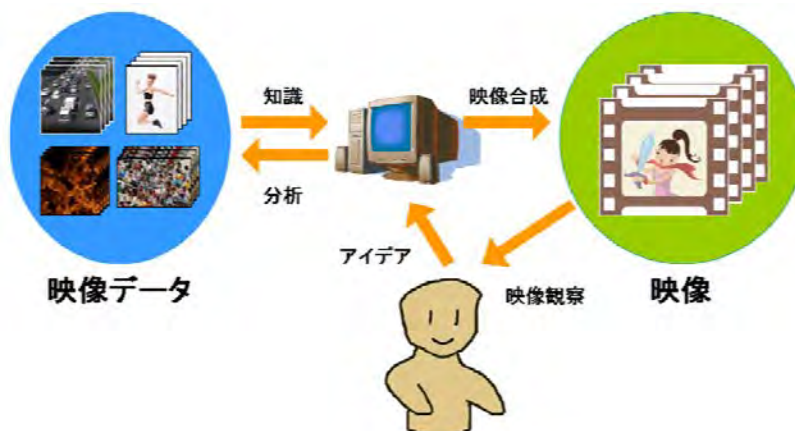 知識
映像合成
分析
アイデア
映像データ
映像観察
映像